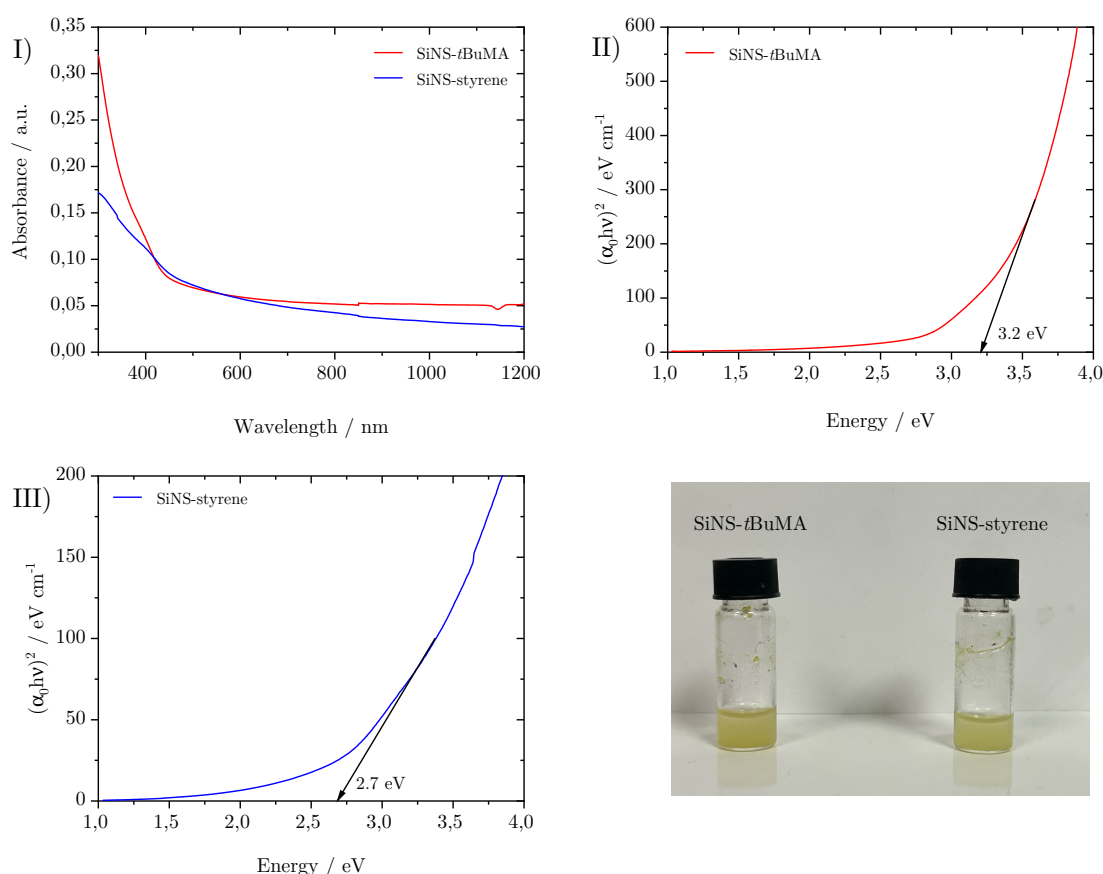 I)
0,35
0,30
0,25
0,20
0,15
0,10
0,05
0,00
Absorbance / a.u.
SiNS-tBuMA
SiNS-styrene
400 600 800 1000 1200
Wavelength / nm
II)
600
500
400
300
200
100
0
(α₀hν)² / eV cm⁻¹
SiNS-tBuMA
3.2 eV
1,0 1,5 2,0 2,5 3,0 3,5 4,0
Energy / eV
III)
200
150
100
50
0
(α₀hν)² / eV cm⁻¹
SiNS-styrene
2.7 eV
1,0 1,5 2,0 2,5 3,0 3,5 4,0
Energy / eV
SiNS-tBuMA SiNS-styrene